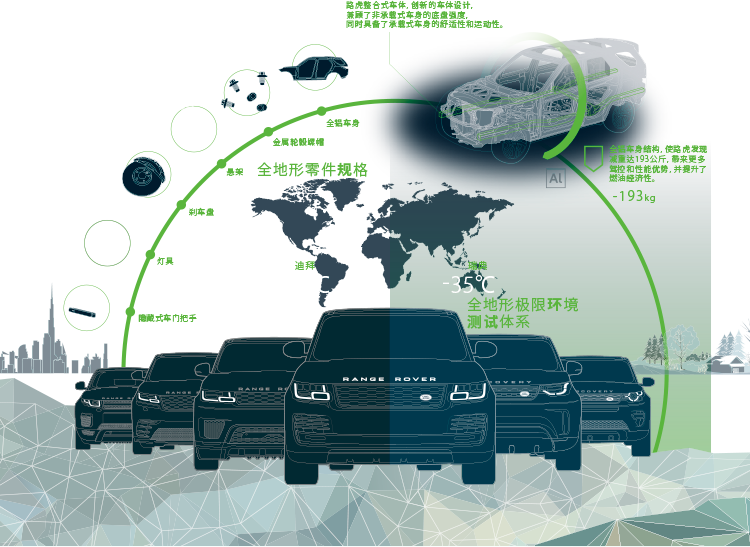 路虎整合式车体, 创新的车体设计,
兼顾了非承载式车身的底盘强度,
同时具备了承载式车身的舒适性和运动性。
全铝车身
金属轮毂螺帽
悬架
刹车盘
灯具
隐藏式车门把手
全地形零件规格
车身结构, 使路虎发现
减重达193公斤, 带来更多
驾控和性能优势, 并提升了
燃油经济性。
Al
-193kg
迪拜
-35℃
全地形极限环境
测试体系
RANGE ROVER
RANGE ROVER